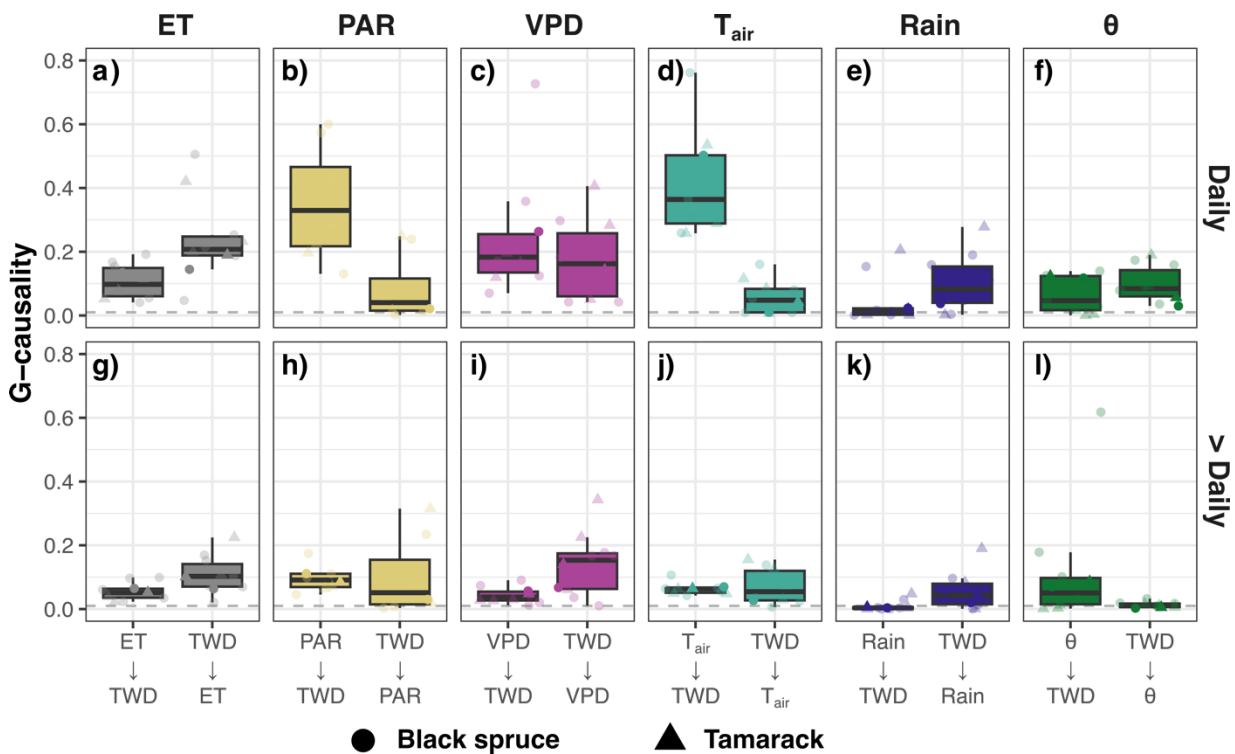 ET PAR VPD Tair Rain θ
a) b) c) d) e) f)
0.8
0.6
0.4
0.2
0.0
Daily
G−causality
g) h) i) j) k) l)
0.8
0.6
0.4
0.2
0.0
> Daily
ET TWD PAR TWD VPD TWD Tair TWD Rain TWD θ TWD
↓ ↓ ↓ ↓ ↓ ↓ ↓ ↓ ↓ ↓ ↓ ↓
TWD ET TWD PAR TWD VPD TWD Tair TWD Rain TWD θ
Black spruce Tamarack